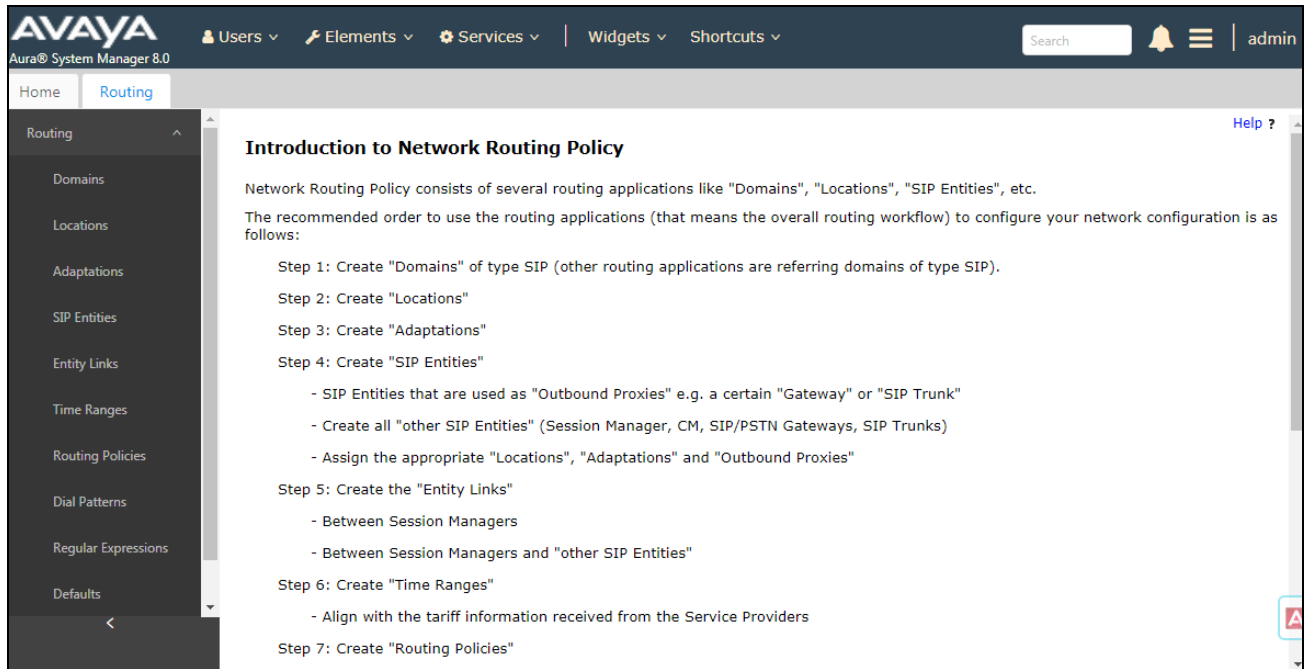 AVAYA
Aura® System Manager 8.0
Users
Elements
Services
Widgets
Shortcuts
Search
admin
Home
Routing
Routing
Domains
Locations
Adaptations
SIP Entities
Entity Links
Time Ranges
Routing Policies
Dial Patterns
Regular Expressions
Defaults
<
Help ?
Introduction to Network Routing Policy
Network Routing Policy consists of several routing applications like "Domains", "Locations", "SIP Entities", etc.
The recommended order to use the routing applications (that means the overall routing workflow) to configure your network configuration is as
follows:
Step 1: Create "Domains" of type SIP (other routing applications are referring domains of type SIP).
Step 2: Create "Locations"
Step 3: Create "Adaptations"
Step 4: Create "SIP Entities"
- SIP Entities that are used as "Outbound Proxies" e.g. a certain "Gateway" or "SIP Trunk"
- Create all "other SIP Entities" (Session Manager, CM, SIP/PSTN Gateways, SIP Trunks)
- Assign the appropriate "Locations", "Adaptations" and "Outbound Proxies"
Step 5: Create the "Entity Links"
- Between Session Managers
- Between Session Managers and "other SIP Entities"
Step 6: Create "Time Ranges"
- Align with the tariff information received from the Service Providers
Step 7: Create "Routing Policies"